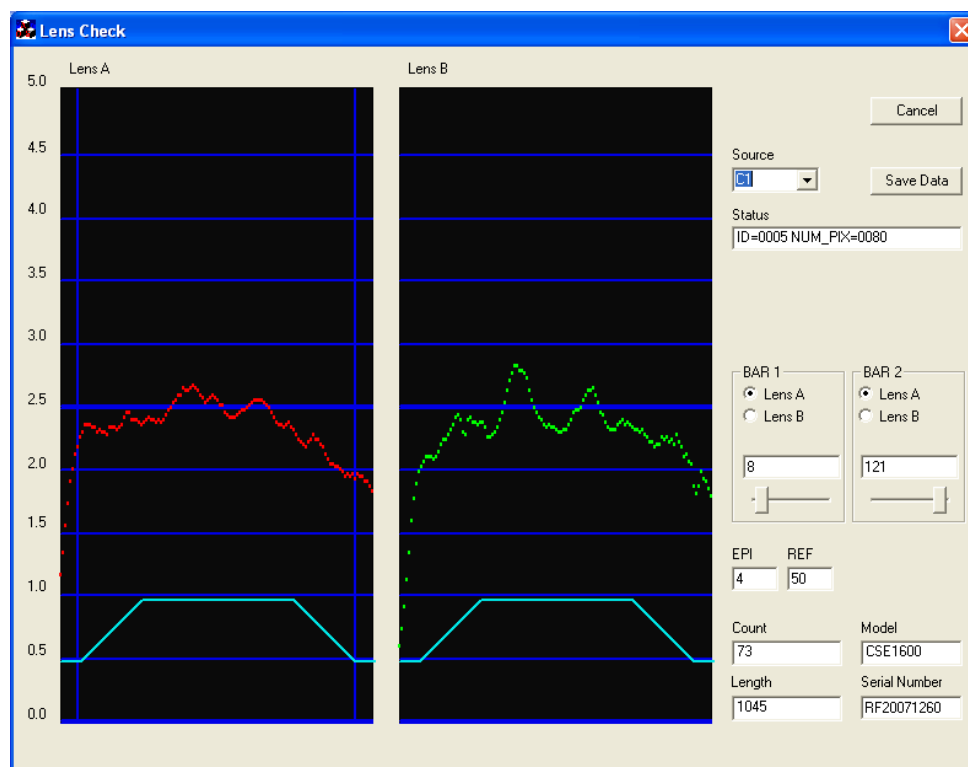 Lens Check
Lens A
Lens B
5.0
4.5
4.0
3.5
3.0
2.5
2.0
1.5
1.0
0.5
0.0
Cancel
Source
C1
Save Data
Status
ID=0005 NUM_PIX=0080
BAR 1
Lens A
Lens B
8
BAR 2
Lens A
Lens B
121
EPI
REF
4
50
Count
Model
73
CSE1600
Length
Serial Number
1045
RF20071260